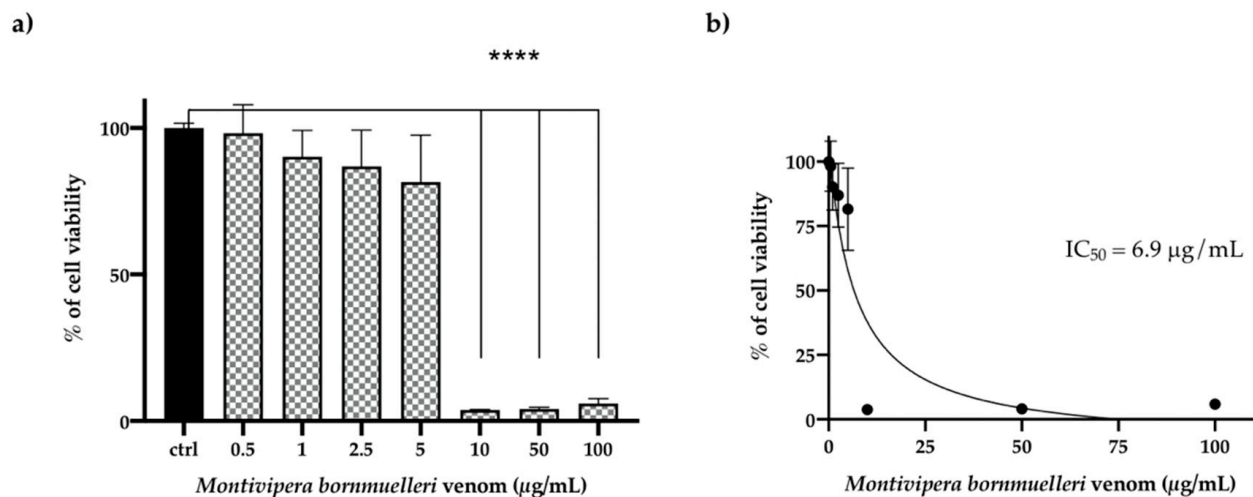 a)
****
% of cell viability
100
50
0
ctrl 0.5 1 2.5 5 10 50 100
Montivipera bornmuelleri venom (µg/mL)
b)
% of cell viability
100
75
50
25
0
IC50 = 6.9 µg/mL
0 25 50 75 100
Montivipera bornmuelleri venom (µg/mL)